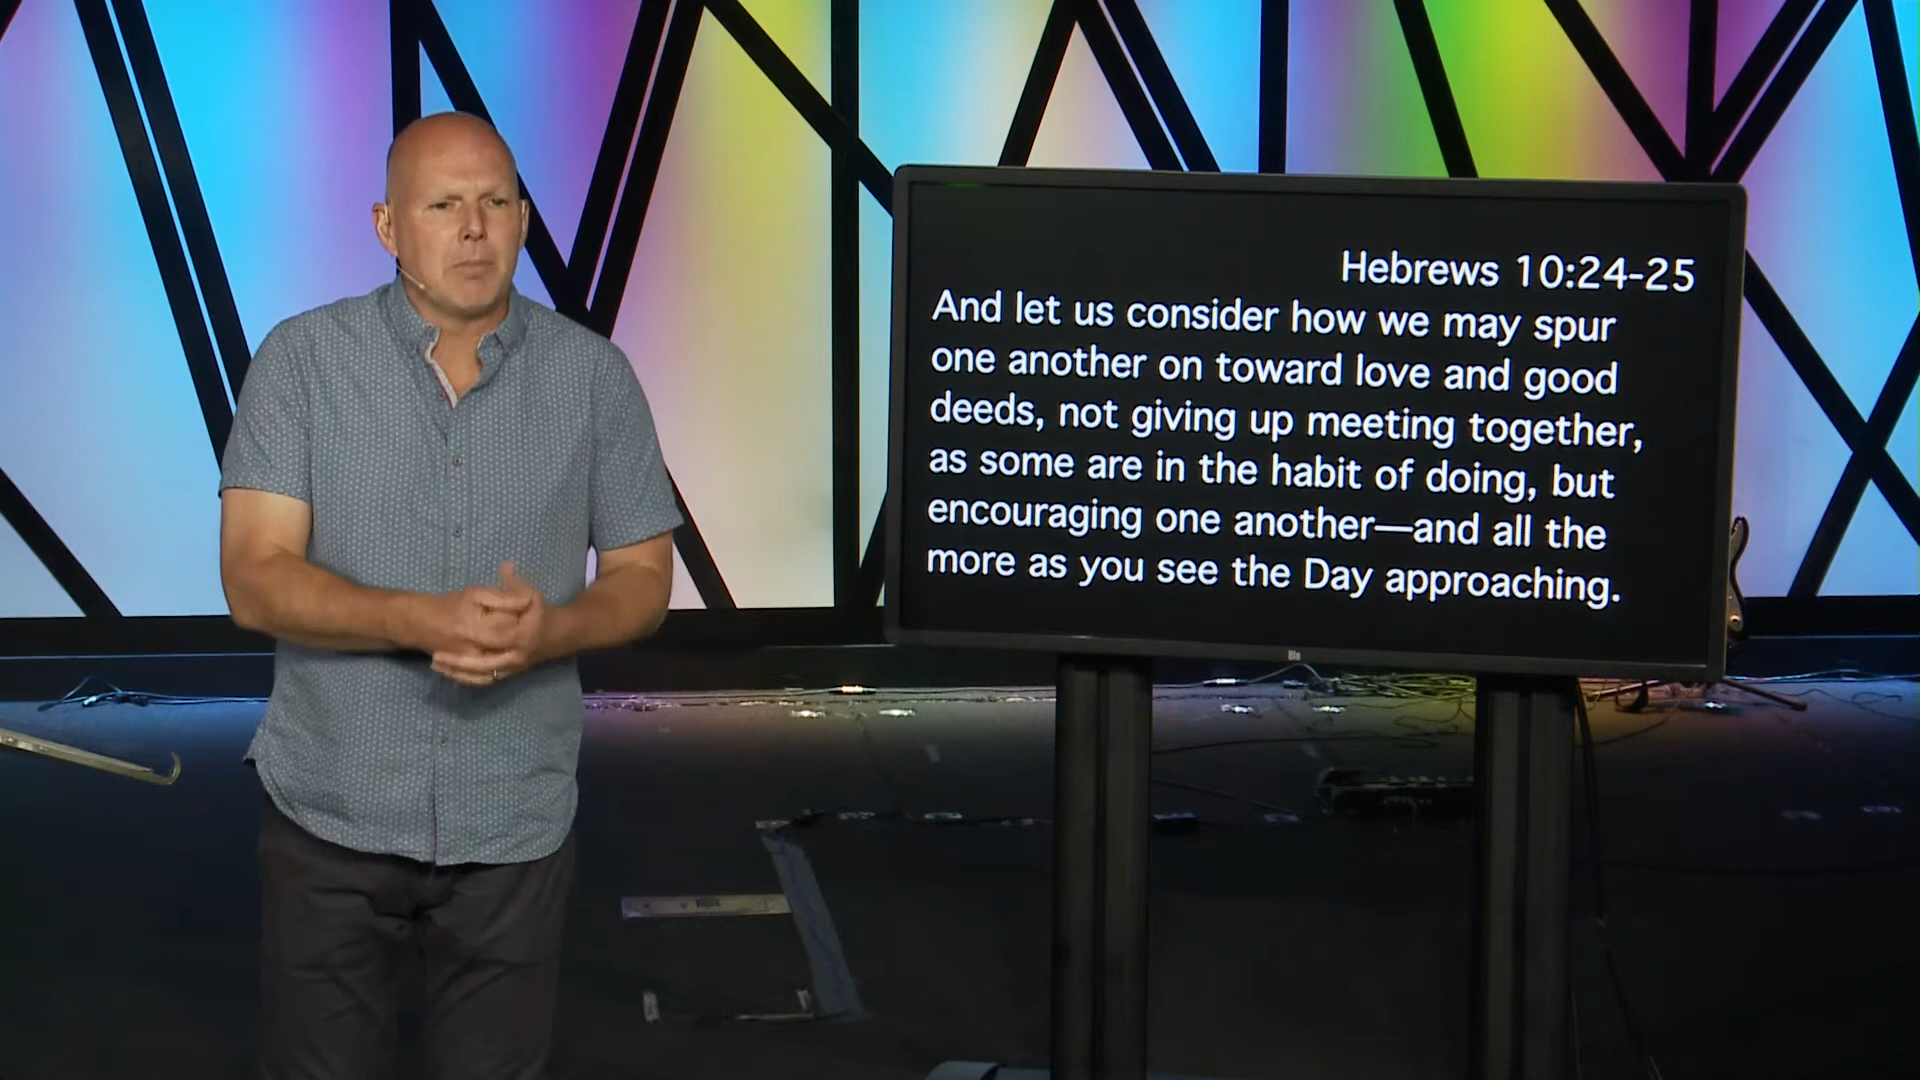 Hebrews 10:24-25
And let us consider how we may spur
one another on toward love and good
deeds, not giving up meeting together,
as some are in the habit of doing, but
encouraging one another—and all the
more as you see the Day approaching.